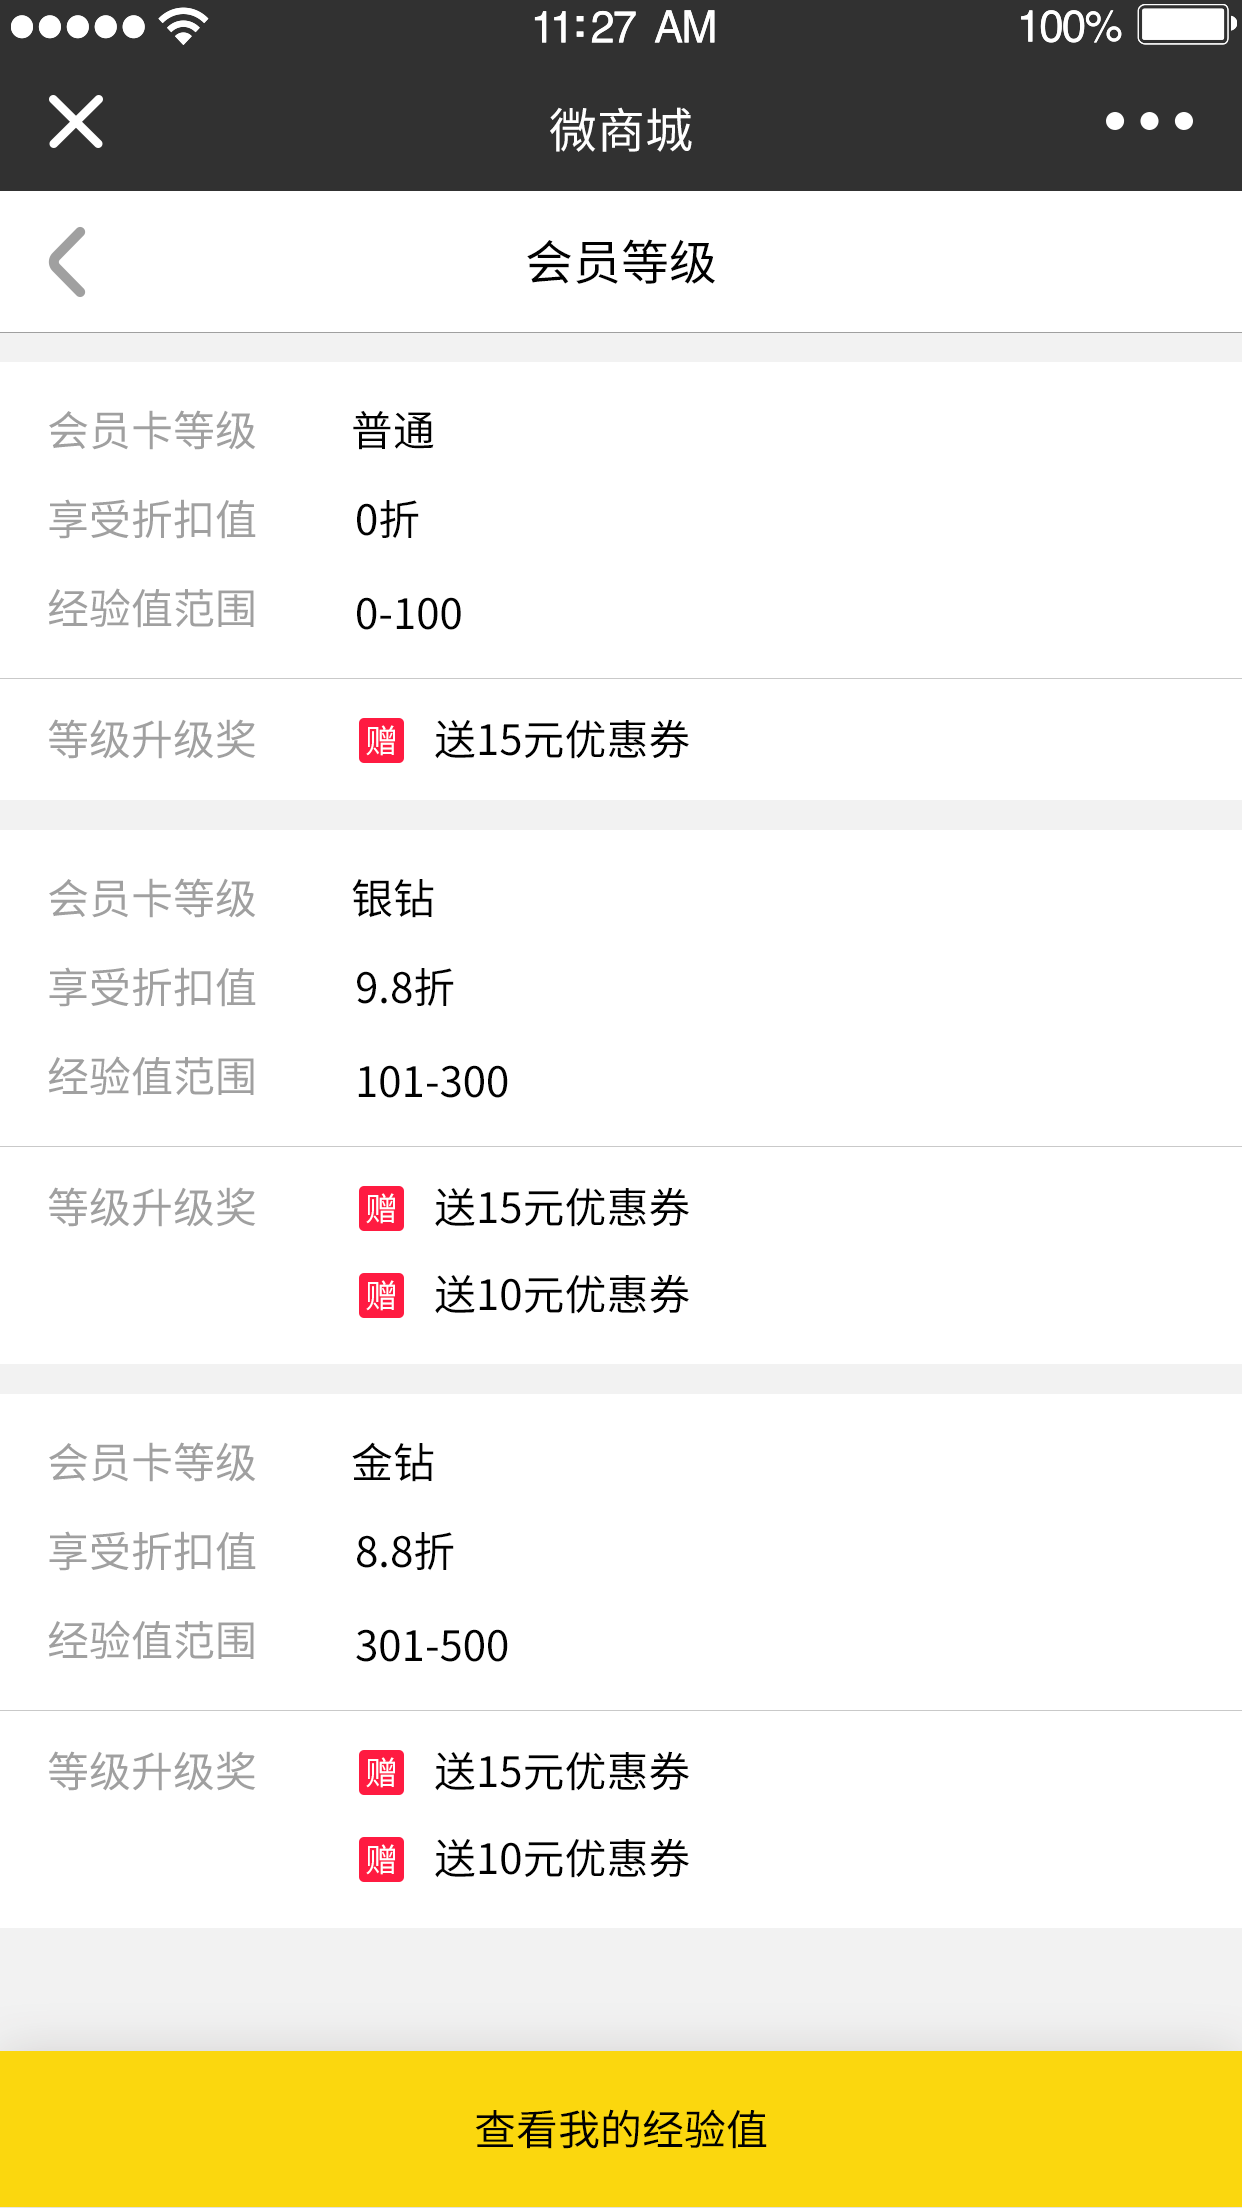 11:27 AM 100%
微商城
会员等级
会员卡等级 普通
享受折扣值 0折
经验值范围 0-100
等级升级奖 赠 送15元优惠券
会员卡等级 银钻
享受折扣值 9.8折
经验值范围 101-300
等级升级奖 赠 送15元优惠券
赠 送10元优惠券
会员卡等级 金钻
享受折扣值 8.8折
经验值范围 301-500
等级升级奖 赠 送15元优惠券
赠 送10元优惠券
查看我的经验值